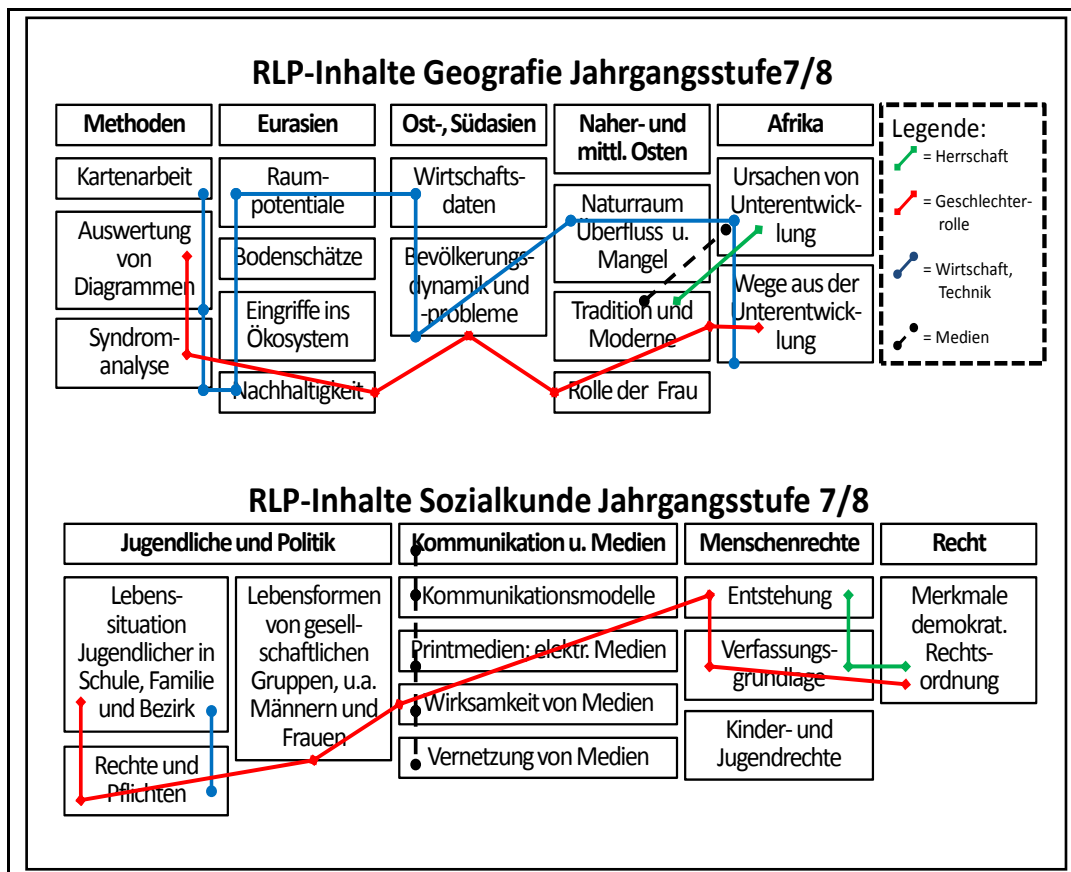 RLP-Inhalte Geografie Jahrgangsstufe7/8
Methoden
Kartenarbeit
Auswertung
von
Diagrammen
Syndrom-
analyse
Eurasien
Raum-
potentiale
Bodenschätze
Eingriffe ins
Ökosystem
Nachhaltigkeit
Ost-, Südasien
Wirtschafts-
daten
Bevölkerungs-
dynamik und
-probleme
Naher- und
mittl. Osten
Naturraum
Überfluss u.
Mangel
Tradition und
Moderne
Rolle der Frau
Afrika
Ursachen von
Unterentwick-
lung
Wege aus der
Unterentwick-
lung
Legende:
= Herrschaft
= Geschlechter-
rolle
= Wirtschaft,
Technik
= Medien
RLP-Inhalte Sozialkunde Jahrgangsstufe 7/8
Jugendliche und Politik
Lebens-
situation
Jugendlicher in
Schule, Familie
und Bezirk
Rechte und
Pflichten
Lebensformen
von gesell-
schaftlichen
Gruppen, u.a.
Männern und
Frauen
Kommunikation u. Medien
Kommunikationsmodelle
Printmedien; elektr. Medien
Wirksamkeit von Medien
Vernetzung von Medien
Menschenrechte
Entstehung
Verfassungs-
grundlage
Kinder- und
Jugendrechte
Recht
Merkmale
demokrat.
Rechts-
ordnung